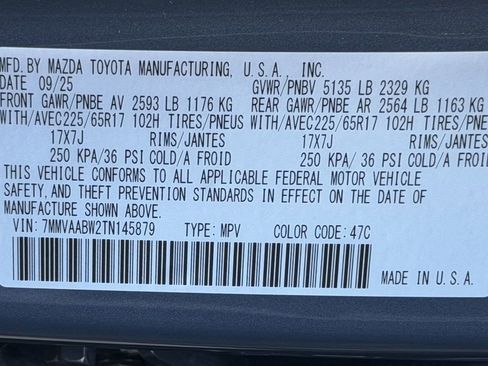 MFD. BY MAZDA TOYOTA MANUFACTURING, U.S.A., INC.
DATE 09/25 GVWR/PNBV 5135 LB 2329 KG
FRONT GAWR/PNBE AV 2593 LB 1176 KG REAR GAWR/PNBE AR 2564 LB 1163 KG
WITH/AVEC225/65R17 102H TIRES/PNEUS WITH/AVEC225/65R17 102H TIRES/PNEU
17X7J RIMS/JANTES 17X7J RIMS/JANTES
250 KPA/36 PSI COLD/A FROID 250 KPA/36 PSI COLD/A FROID
THIS VEHICLE CONFORMS TO ALL APPLICABLE FEDERAL MOTOR VEHICLE
SAFETY, AND THEFT PREVENTION STANDARDS IN EFFECT ON THE DATE OF
MANUFACTURE SHOWN ABOVE.
VIN: 7MMVAABW2TN145879 TYPE: MPV COLOR CODE: 47C
MADE IN U.S.A.